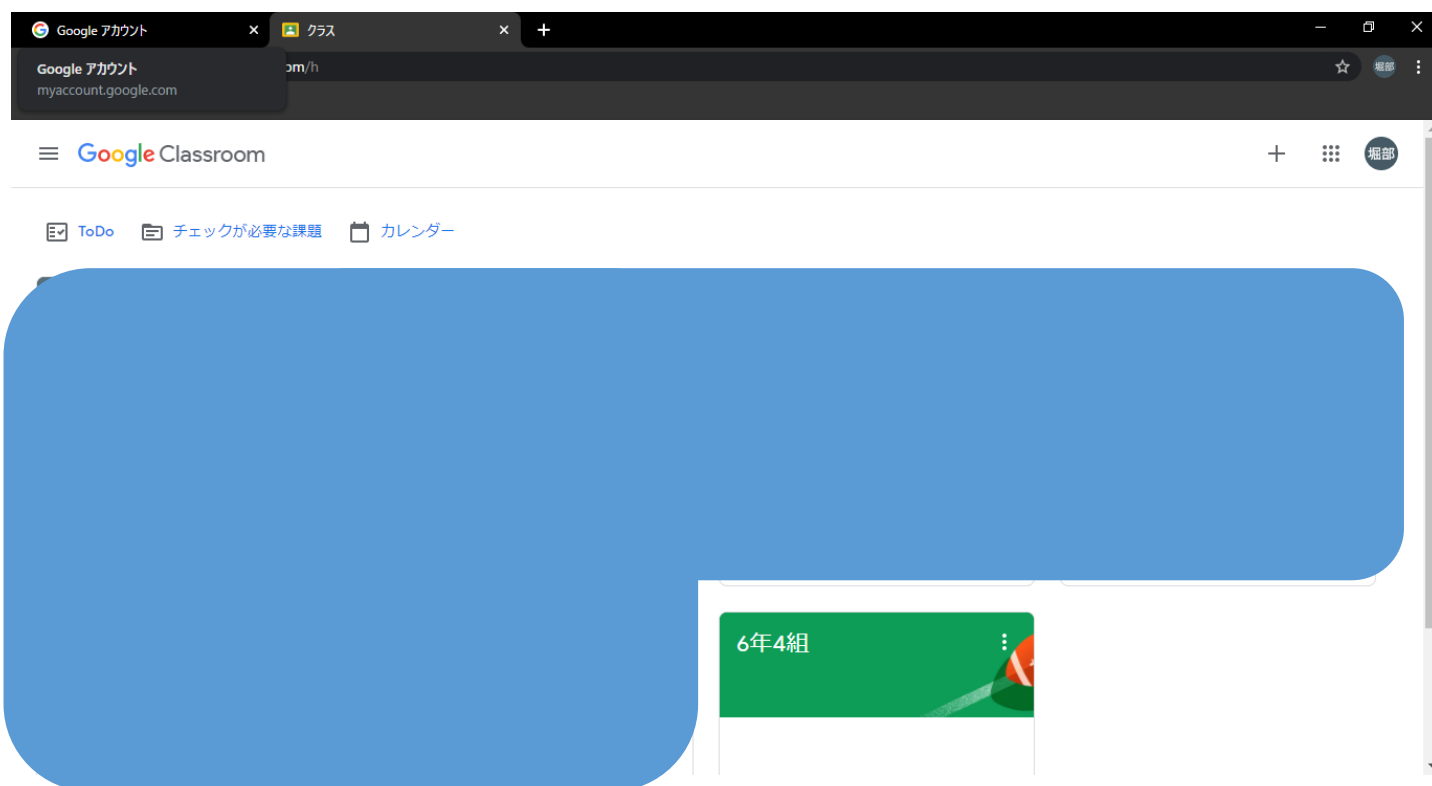 Google アカウント
クラス
Google アカウント
om/h
堀部
myaccount.google.com
Google Classroom
堀部
ToDo
チェックが必要な課題
カレンダー
6年4組